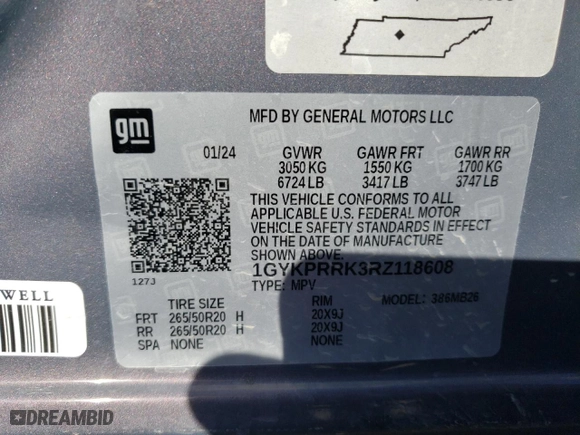 gm
MFD BY GENERAL MOTORS LLC
01/24 GVWR GAWR FRT GAWR RR
3050 KG 1550 KG 1700 KG
6724 LB 3417 LB 3747 LB
THIS VEHICLE CONFORMS TO ALL
APPLICABLE U.S. FEDERAL MOTOR
VEHICLE SAFETY STANDARDS IN EFFECT
ON THE DATE OF MANUFACTURE
SHOWN ABOVE.
1GYKPRRK3RZ118608
127J TYPE: MPV MODEL: 386MB26
WELL
TIRE SIZE RIM
FRT 265/50R20 H 20X9J
RR 265/50R20 H 20X9J
SPA NONE NONE
DREAMBID